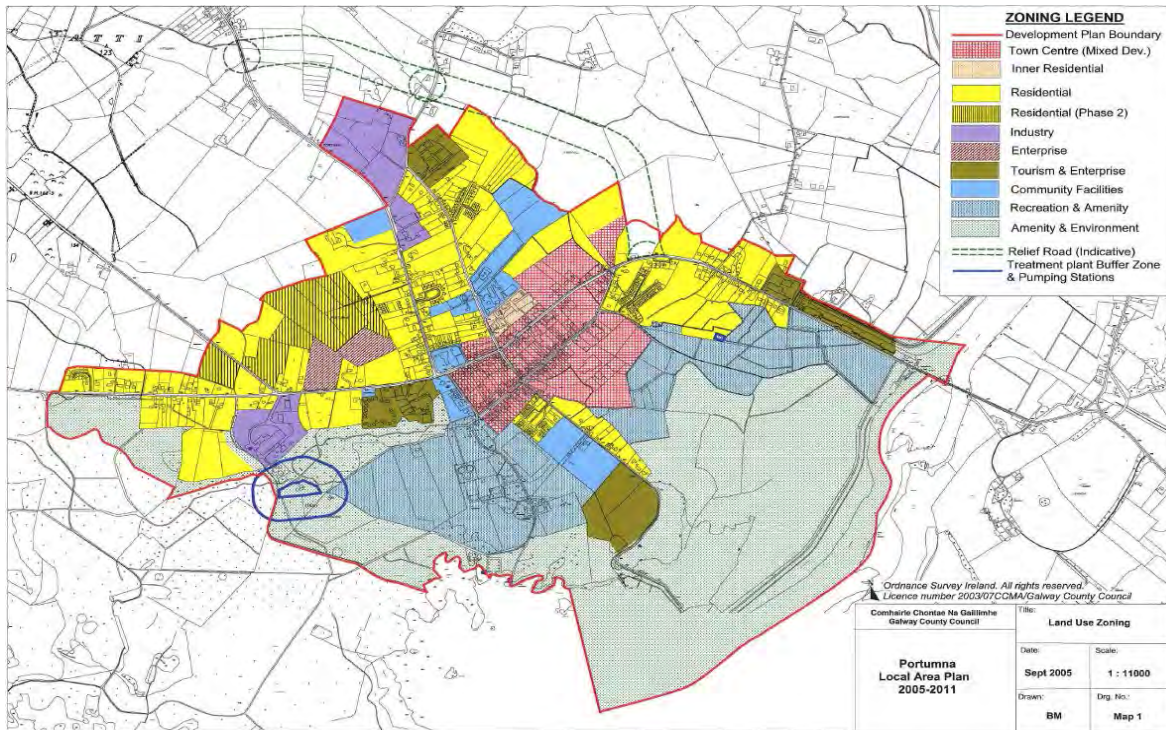 ZONING LEGEND
Development Plan Boundary
Town Centre (Mixed Dev.)
Inner Residential
Residential
Residential (Phase 2)
Industry
Enterprise
Tourism & Enterprise
Community Facilities
Recreation & Amenity
Amenity & Environment
Relief Road (Indicative)
Treatment plant Buffer Zone
& Pumping Stations
A T T I
123
Ordnance Survey Ireland. All rights reserved.
Licence number 2003/07CCMA/Galway County Council
Comhairle Chontae Na Gaillimhe
Galway County Council
Portumna
Local Area Plan
2005-2011
Title:
Land Use Zoning
Date:
Sept 2005
Scale:
1 : 11000
Drawn:
BM
Drg. No.:
Map 1